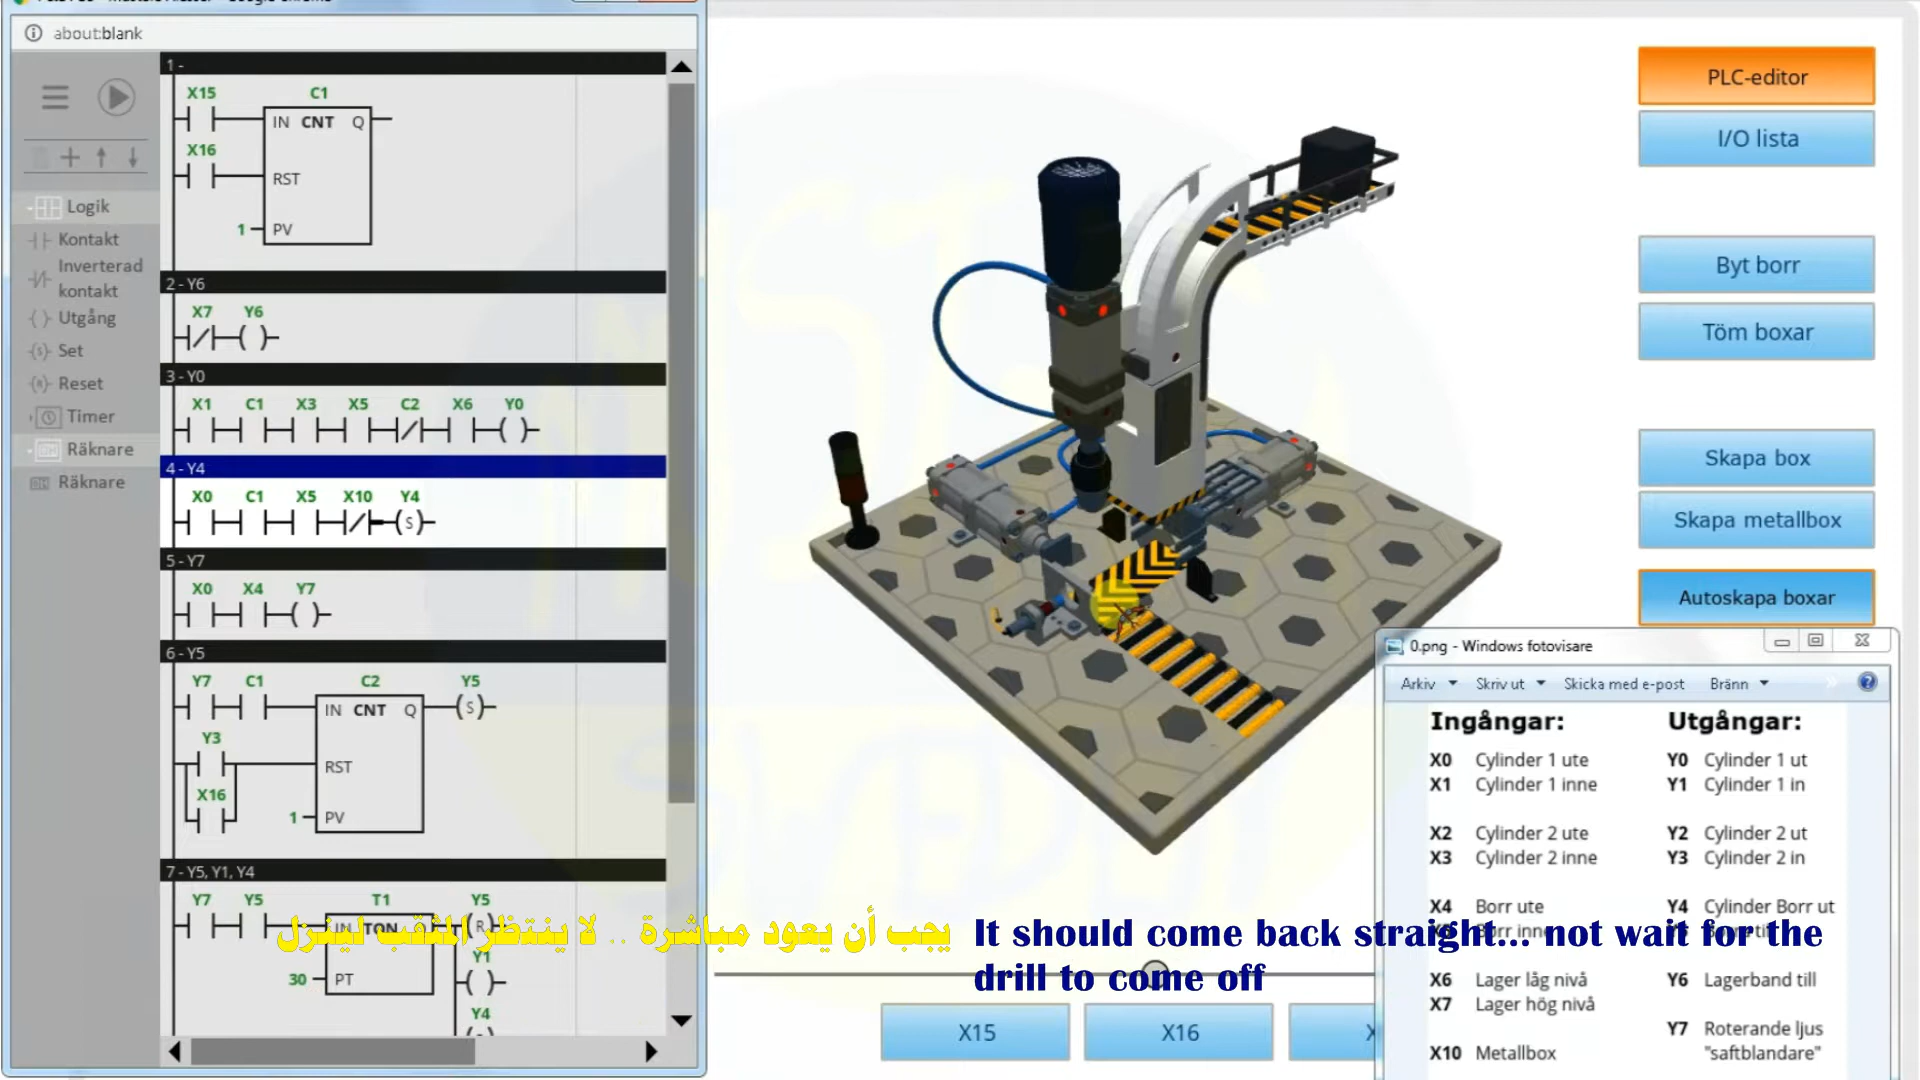 about:blank
1 -
X15
C1
IN CNT Q
X16
RST
1
PV
2 - Y6
X7 Y6
3 - Y0
X1 C1 X3 X5 C2 X6 Y0
4 - Y4
X0 C1 X5 X10 Y4
S
5 - Y7
X0 X4 Y7
6 - Y5
Y7 C1 C2 Y5
IN CNT Q
S
Y3
RST
X16
1
PV
7 - Y5, Y1, Y4
Y7 Y5 T1 Y5
IN TON
R
Y1
30
PT
Y4
Logik
Kontakt
Inverterad
kontakt
Utgång
Set
Reset
Timer
Räknare
Räknare
PLC-editor
I/O lista
Byt borr
Töm boxar
Skapa box
Skapa metallbox
Autoskapa boxar
0.png - Windows fotovisare
Arkiv Skriv ut Skicka med e-post Bränn
Ingångar: Utgångar:
X0 Cylinder 1 ute Y0 Cylinder 1 ut
X1 Cylinder 1 inne Y1 Cylinder 1 in
X2 Cylinder 2 ute Y2 Cylinder 2 ut
X3 Cylinder 2 inne Y3 Cylinder 2 in
X4 Borr ute Y4 Cylinder Borr ut
X6 Lager låg nivå Y6 Lagerband till
X7 Lager hög nivå
Y7 Roterande ljus
X10 Metallbox "saftblandare"
يجب أن يعود مباشرة .. لا ينتظر المثقب لينزل
It should come back straight... not wait for the
drill to come off
X15
X16